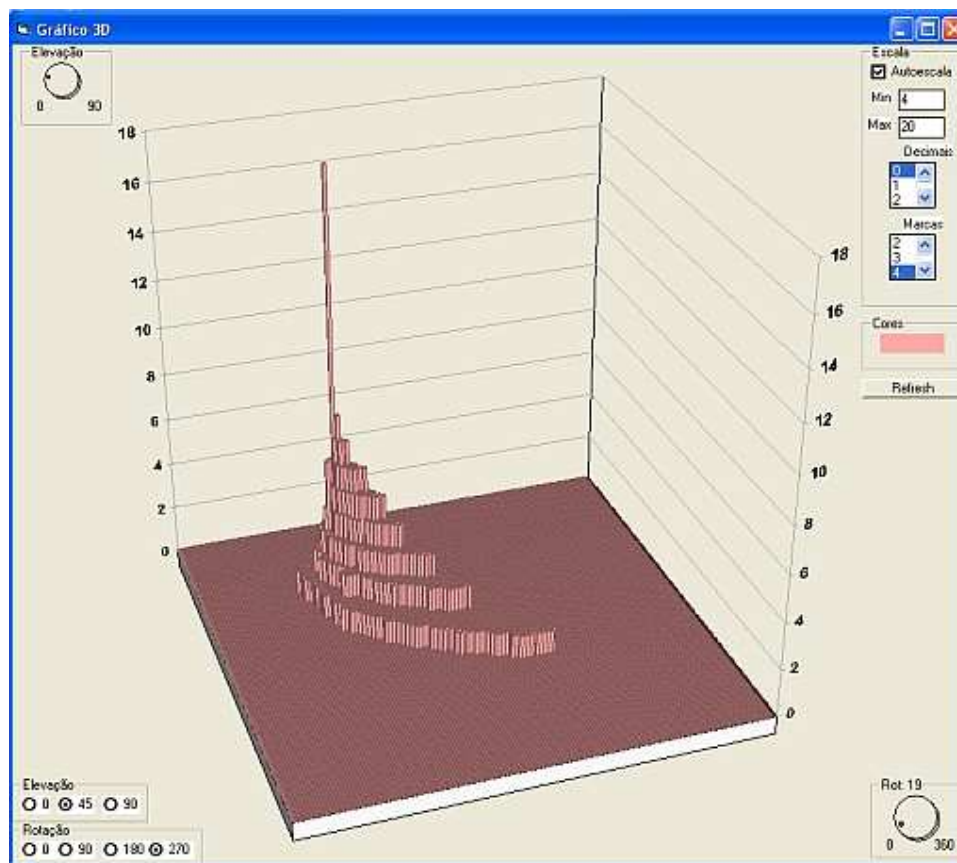 Gráfico 3D
Elevação
0 90
18
16
14
12
10
8
6
4
2
0
18
16
14
12
10
8
6
4
2
0
Escala
Autoescala
Min 4
Max 20
Decimais
0
1
2
Marcas
2
3
4
Cores
Refresh
Elevação
0 45 90
Rotação
0 90 180 270
Rot: 19
0 360